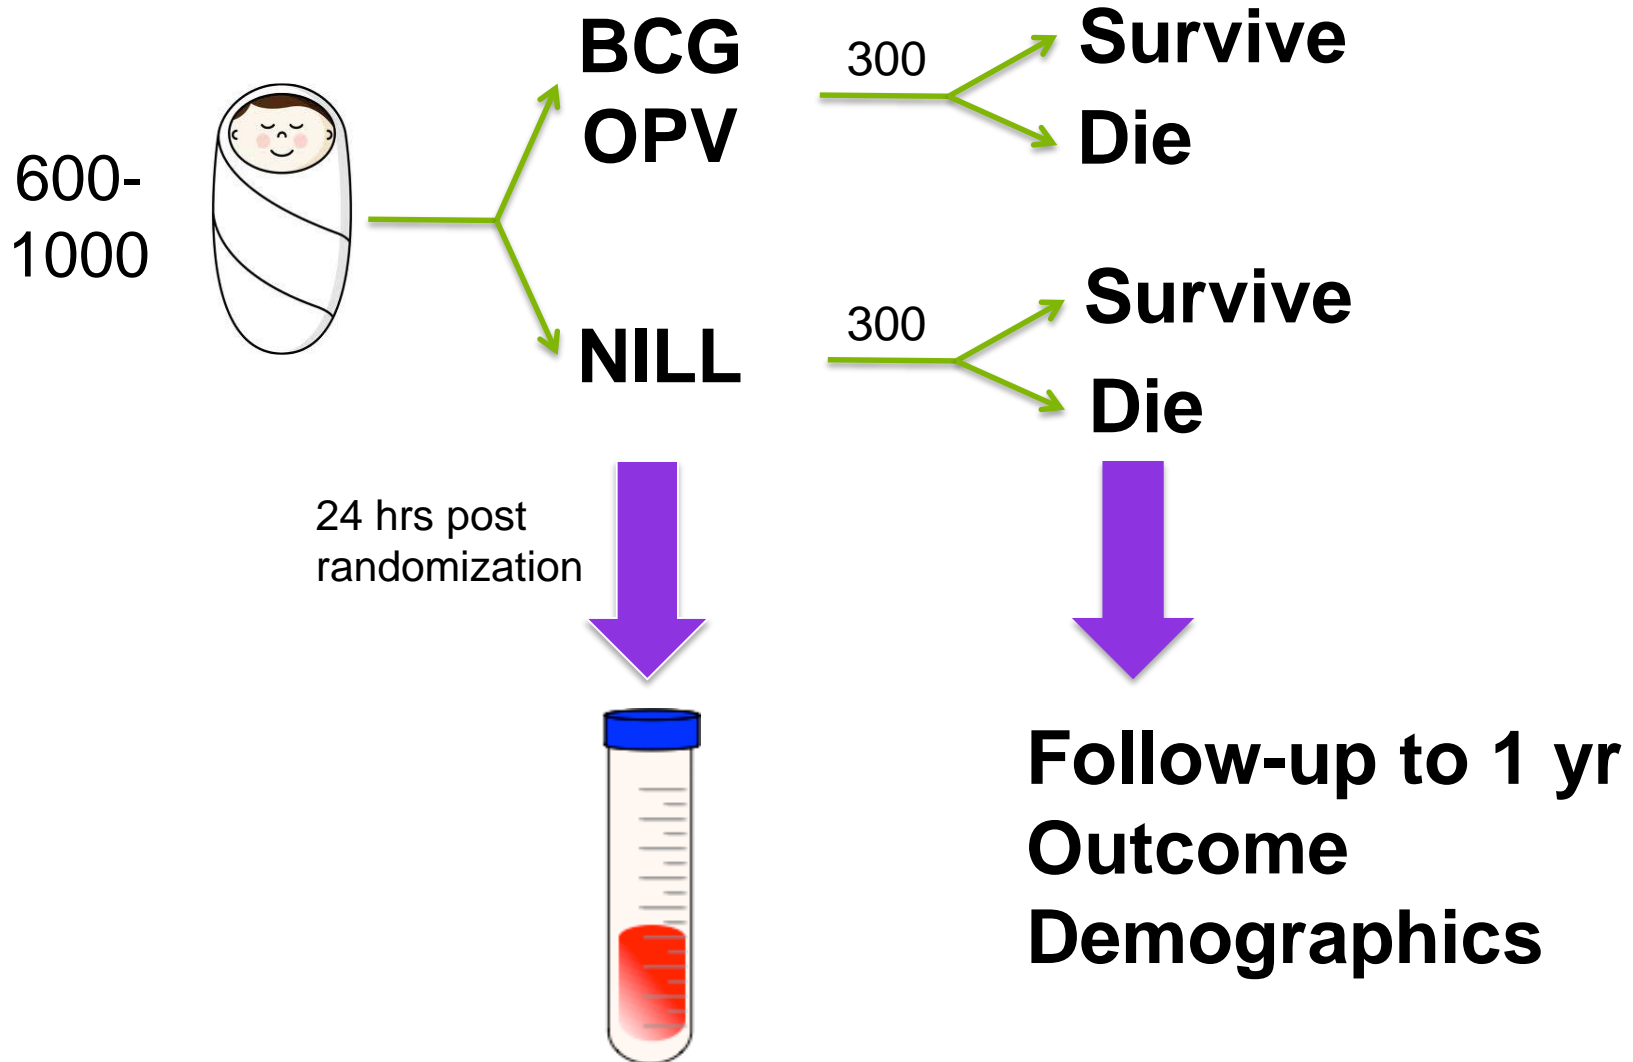 600-
1000
BCG
OPV
300
Survive
Die
NILL
300
Survive
Die
24 hrs post
randomization
Follow-up to 1 yr
Outcome
Demographics